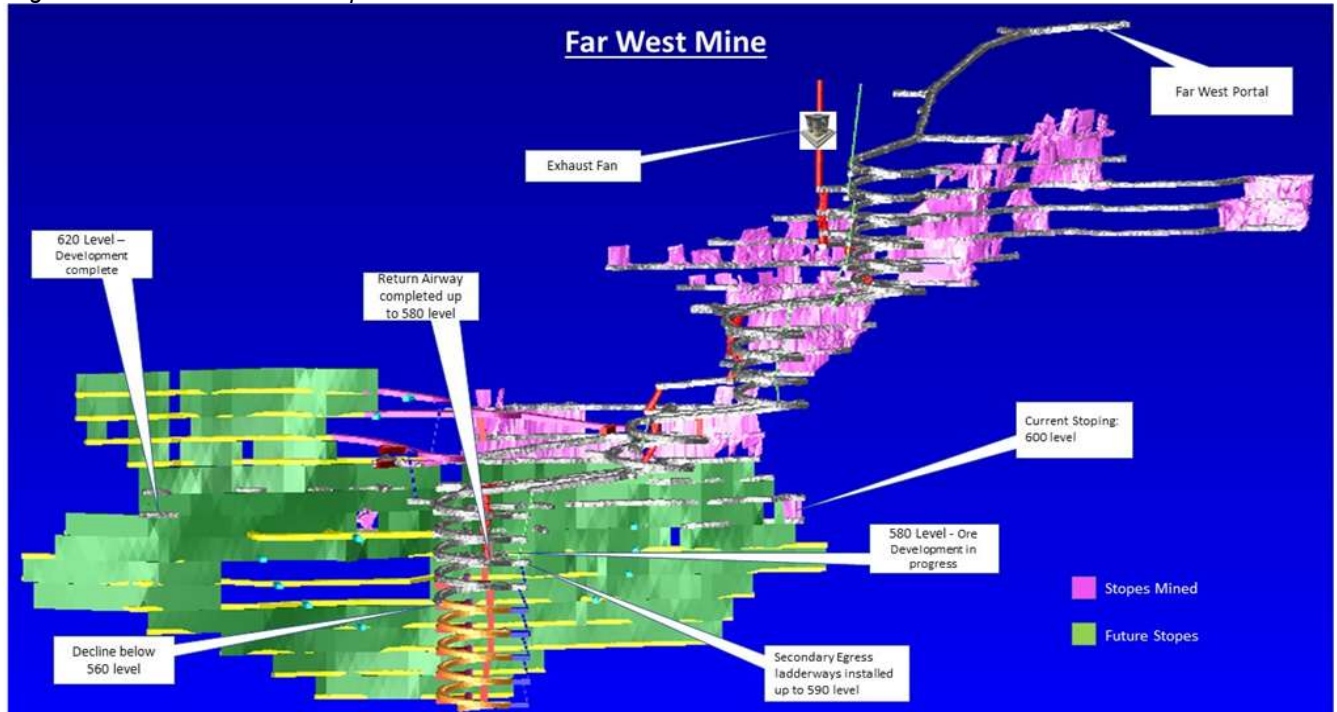 Far West Mine
Far West Portal
Exhaust Fan
620 Level –
Development
complete
Return Airway
completed up
to 580 level
Current Stoping:
600 level
580 Level - Ore
Development in
progress
Stopes Mined
Future Stopes
Decline below
560 level
Secondary Egress
ladderways installed
up to 590 level